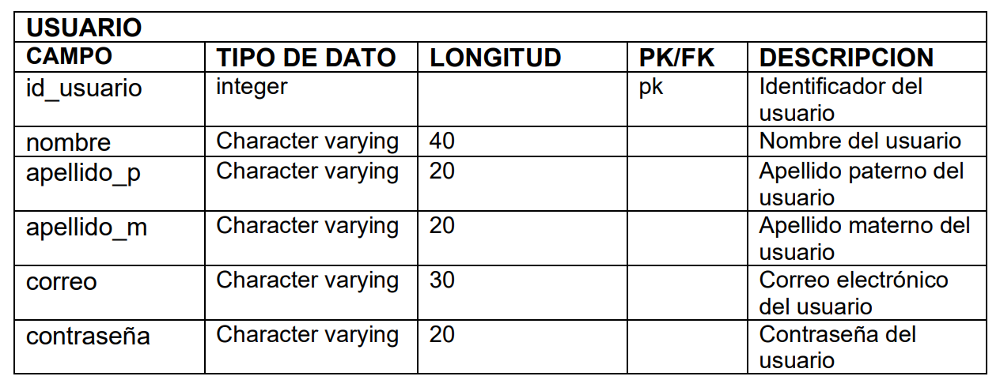 USUARIO
CAMPO TIPO DE DATO LONGITUD PK/FK DESCRIPCION
id_usuario integer pk Identificador del
usuario
nombre Character varying 40 Nombre del usuario
apellido_p Character varying 20 Apellido paterno del
usuario
apellido_m Character varying 20 Apellido materno del
usuario
correo Character varying 30 Correo electrónico
del usuario
contraseña Character varying 20 Contraseña del
usuario